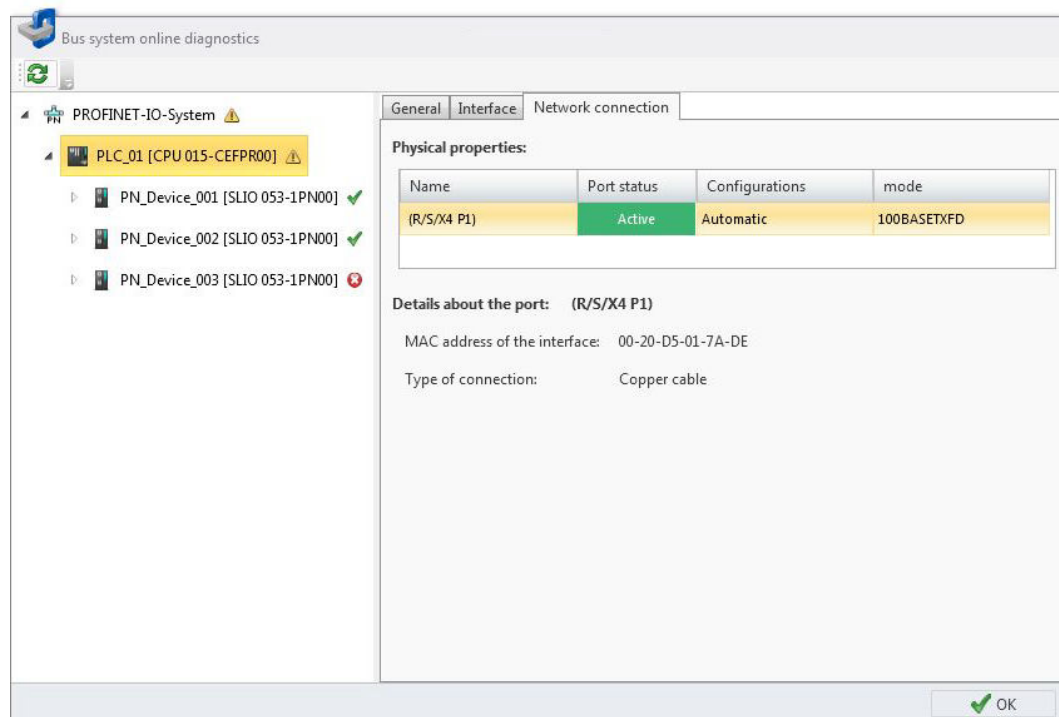 Bus system online diagnostics
PROFINET-IO-System
PLC_01 [CPU 015-CEFPR00]
PN_Device_001 [SLIO 053-1PN00]
PN_Device_002 [SLIO 053-1PN00]
PN_Device_003 [SLIO 053-1PN00]
General Interface Network connection
Physical properties:
Name Port status Configurations mode
(R/S/X4 P1) Active Automatic 100BASETXFD
Details about the port: (R/S/X4 P1)
MAC address of the interface: 00-20-D5-01-7A-DE
Type of connection: Copper cable
OK